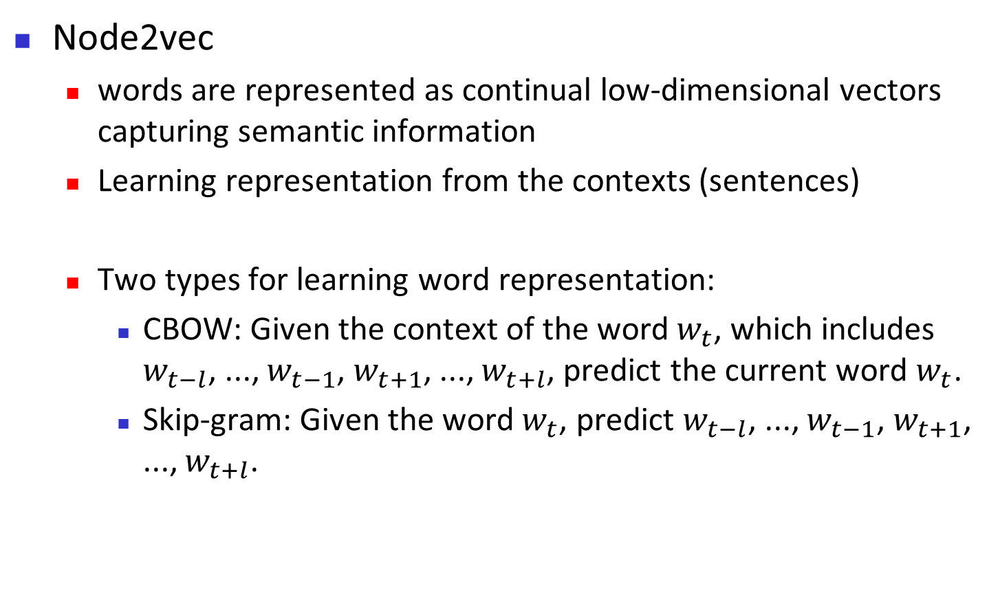 Node2vec
words are represented as continual low-dimensional vectors
capturing semantic information
Learning representation from the contexts (sentences)
Two types for learning word representation:
CBOW: Given the context of the word $w_t$, which includes
$w_{t-l}$, ..., $w_{t-1}$, $w_{t+1}$, ..., $w_{t+l}$, predict the current word $w_t$.
Skip-gram: Given the word $w_t$, predict $w_{t-l}$, ..., $w_{t-1}$, $w_{t+1}$,
..., $w_{t+l}$.